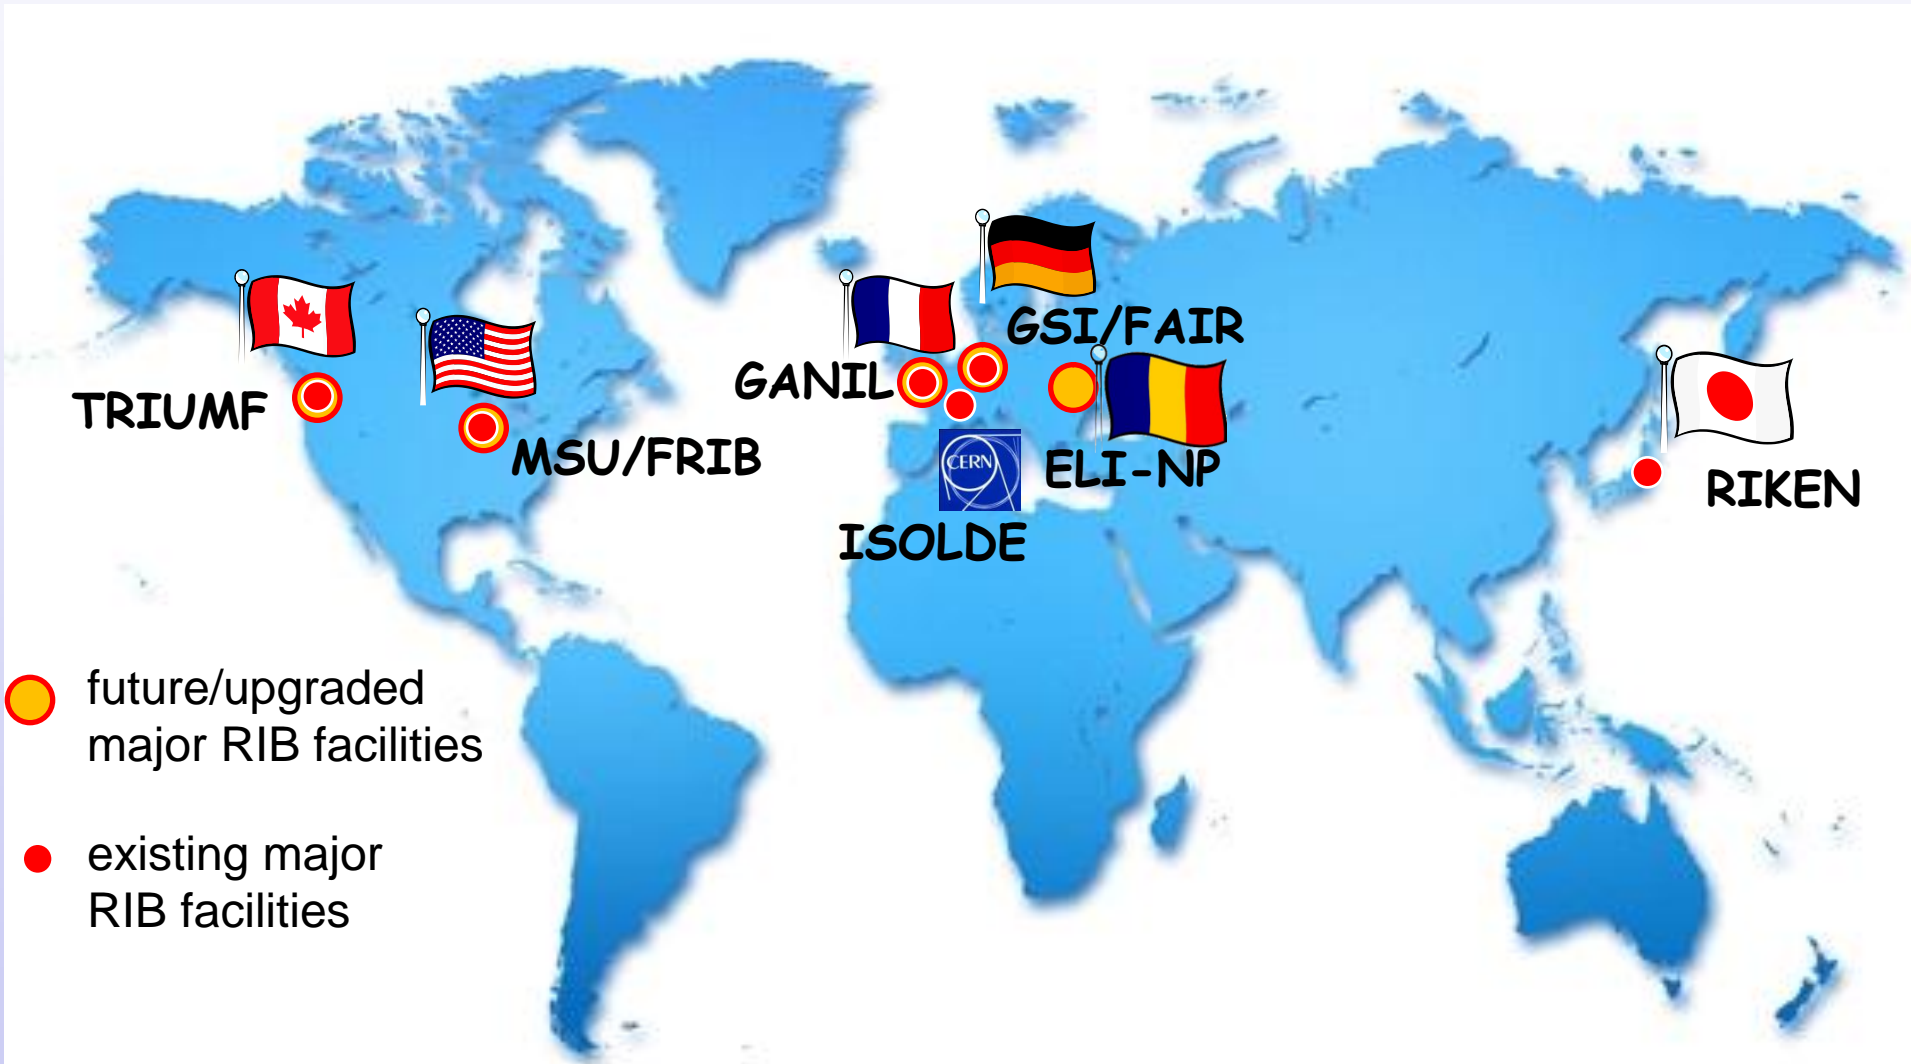 GSI/FAIR
GANIL
TRIUMF
MSU/FRIB
CERN
ELI-NP
RIKEN
ISOLDE
future/upgraded
major RIB facilities
existing major
RIB facilities